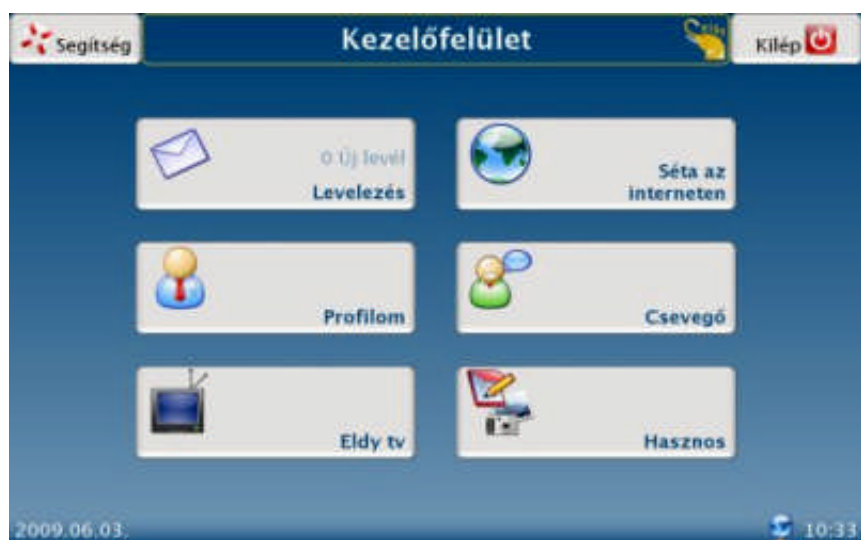 Segítség
Kezelőfelület
Kilép
0 Új levél
Levelezés
Séta az
interneten
Profilom
Csevegő
Eldy tv
Hasznos
2009.06.03.
10:33